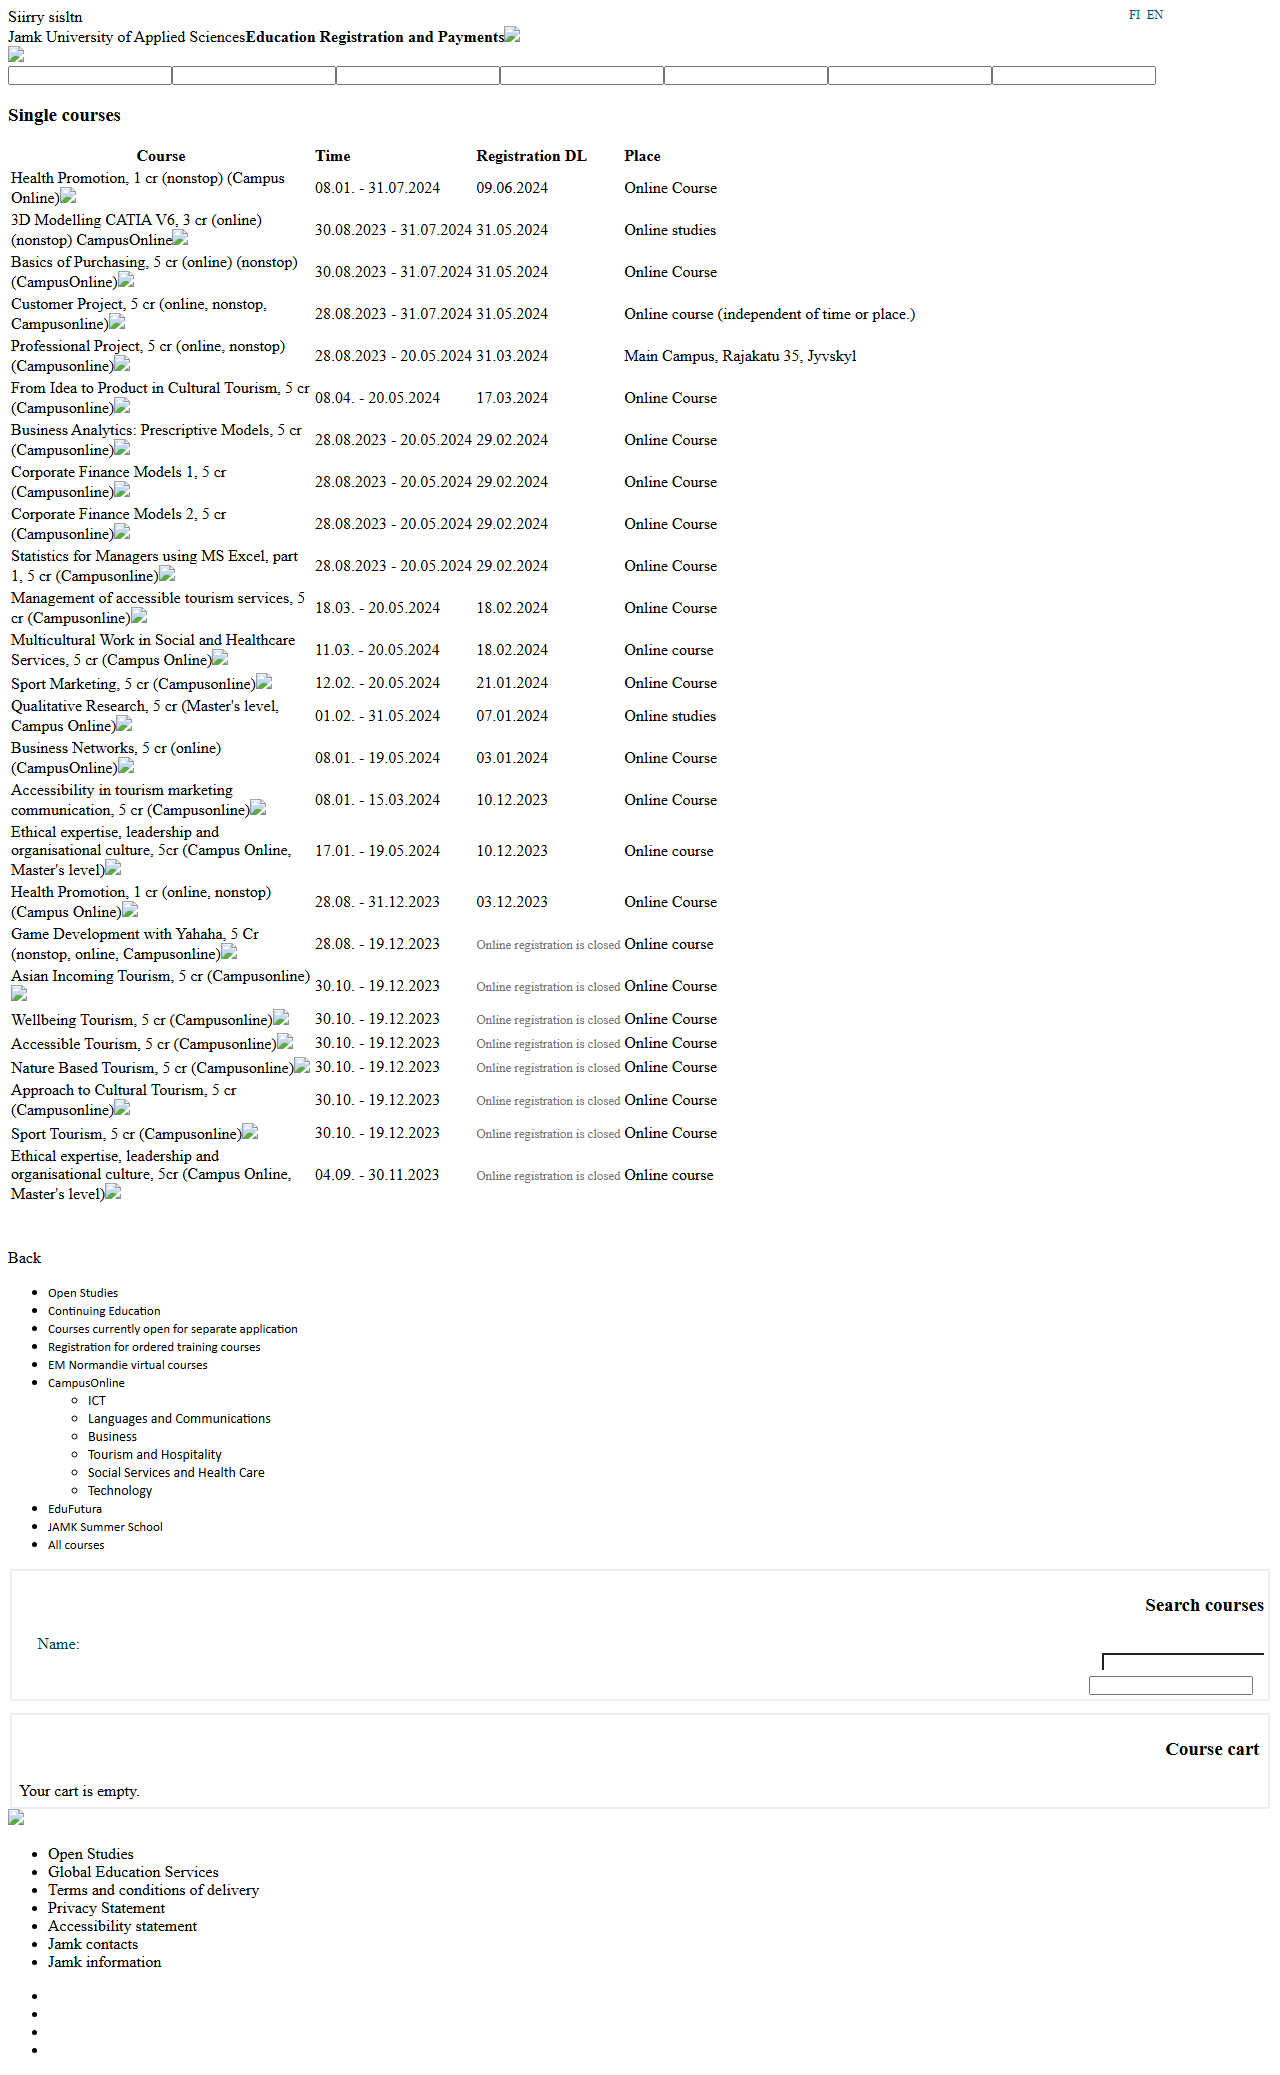 Siirry sisltn
FI EN
Jamk University of Applied SciencesEducation Registration and Payments
Single courses
Course Time Registration DL Place
Health Promotion, 1 cr (nonstop) (Campus
Online) 08.01. - 31.07.2024 09.06.2024 Online Course
3D Modelling CATIA V6, 3 cr (online)
(nonstop) CampusOnline 30.08.2023 - 31.07.2024 31.05.2024 Online studies
Basics of Purchasing, 5 cr (online) (nonstop)
(CampusOnline) 30.08.2023 - 31.07.2024 31.05.2024 Online Course
Customer Project, 5 cr (online, nonstop,
Campusonline) 28.08.2023 - 31.07.2024 31.05.2024 Online course (independent of time or place.)
Professional Project, 5 cr (online, nonstop)
(Campusonline) 28.08.2023 - 20.05.2024 31.03.2024 Main Campus, Rajakatu 35, Jyvskyl
From Idea to Product in Cultural Tourism, 5 cr
(Campusonline) 08.04. - 20.05.2024 17.03.2024 Online Course
Business Analytics: Prescriptive Models, 5 cr
(Campusonline) 28.08.2023 - 20.05.2024 29.02.2024 Online Course
Corporate Finance Models 1, 5 cr
(Campusonline) 28.08.2023 - 20.05.2024 29.02.2024 Online Course
Corporate Finance Models 2, 5 cr
(Campusonline) 28.08.2023 - 20.05.2024 29.02.2024 Online Course
Statistics for Managers using MS Excel, part
1, 5 cr (Campusonline) 28.08.2023 - 20.05.2024 29.02.2024 Online Course
Management of accessible tourism services, 5
cr (Campusonline) 18.03. - 20.05.2024 18.02.2024 Online Course
Multicultural Work in Social and Healthcare
Services, 5 cr (Campus Online) 11.03. - 20.05.2024 18.02.2024 Online course
Sport Marketing, 5 cr (Campusonline) 12.02. - 20.05.2024 21.01.2024 Online Course
Qualitative Research, 5 cr (Master's level,
Campus Online) 01.02. - 31.05.2024 07.01.2024 Online studies
Business Networks, 5 cr (online)
(CampusOnline) 08.01. - 19.05.2024 03.01.2024 Online Course
Accessibility in tourism marketing
communication, 5 cr (Campusonline) 08.01. - 15.03.2024 10.12.2023 Online Course
Ethical expertise, leadership and
organisational culture, 5cr (Campus Online, 17.01. - 19.05.2024 10.12.2023 Online course
Master's level)
Health Promotion, 1 cr (online, nonstop)
(Campus Online) 28.08. - 31.12.2023 03.12.2023 Online Course
Game Development with Yahaha, 5 Cr
(nonstop, online, Campusonline) 28.08. - 19.12.2023 Online registration is closed Online course
Asian Incoming Tourism, 5 cr (Campusonline) 30.10. - 19.12.2023 Online registration is closed Online Course
Wellbeing Tourism, 5 cr (Campusonline) 30.10. - 19.12.2023 Online registration is closed Online Course
Accessible Tourism, 5 cr (Campusonline) 30.10. - 19.12.2023 Online registration is closed Online Course
Nature Based Tourism, 5 cr (Campusonline) 30.10. - 19.12.2023 Online registration is closed Online Course
Approach to Cultural Tourism, 5 cr
(Campusonline) 30.10. - 19.12.2023 Online registration is closed Online Course
Sport Tourism, 5 cr (Campusonline) 30.10. - 19.12.2023 Online registration is closed Online Course
Ethical expertise, leadership and
organisational culture, 5cr (Campus Online, 04.09. - 30.11.2023 Online registration is closed Online course
Master's level)
Back
Open Studies
Continuing Education
Courses currently open for separate application
Registration for ordered training courses
EM Normandie virtual courses
CampusOnline
ICT
Languages and Communications
Business
Tourism and Hospitality
Social Services and Health Care
Technology
EduFutura
JAMK Summer School
All courses
Search courses
Name:
Course cart
Your cart is empty.
Open Studies
Global Education Services
Terms and conditions of delivery
Privacy Statement
Accessibility statement
Jamk contacts
Jamk information